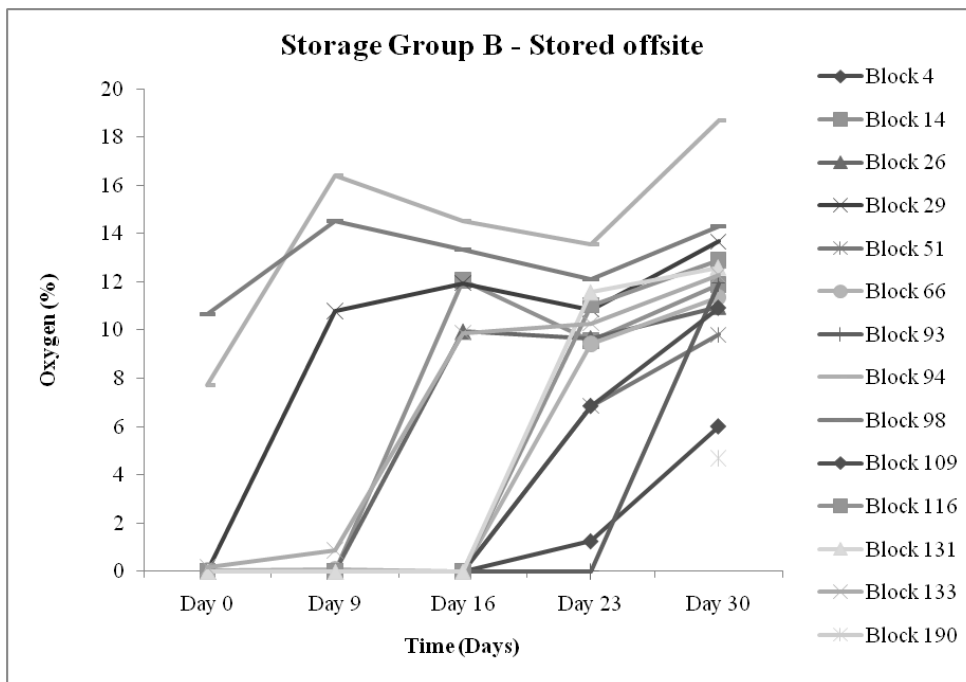 Storage Group B - Stored offsite
Oxygen (%)
20
18
16
14
12
10
8
6
4
2
0
Day 0 Day 9 Day 16 Day 23 Day 30
Time (Days)
Block 4
Block 14
Block 26
Block 29
Block 51
Block 66
Block 93
Block 94
Block 98
Block 109
Block 116
Block 131
Block 133
Block 190